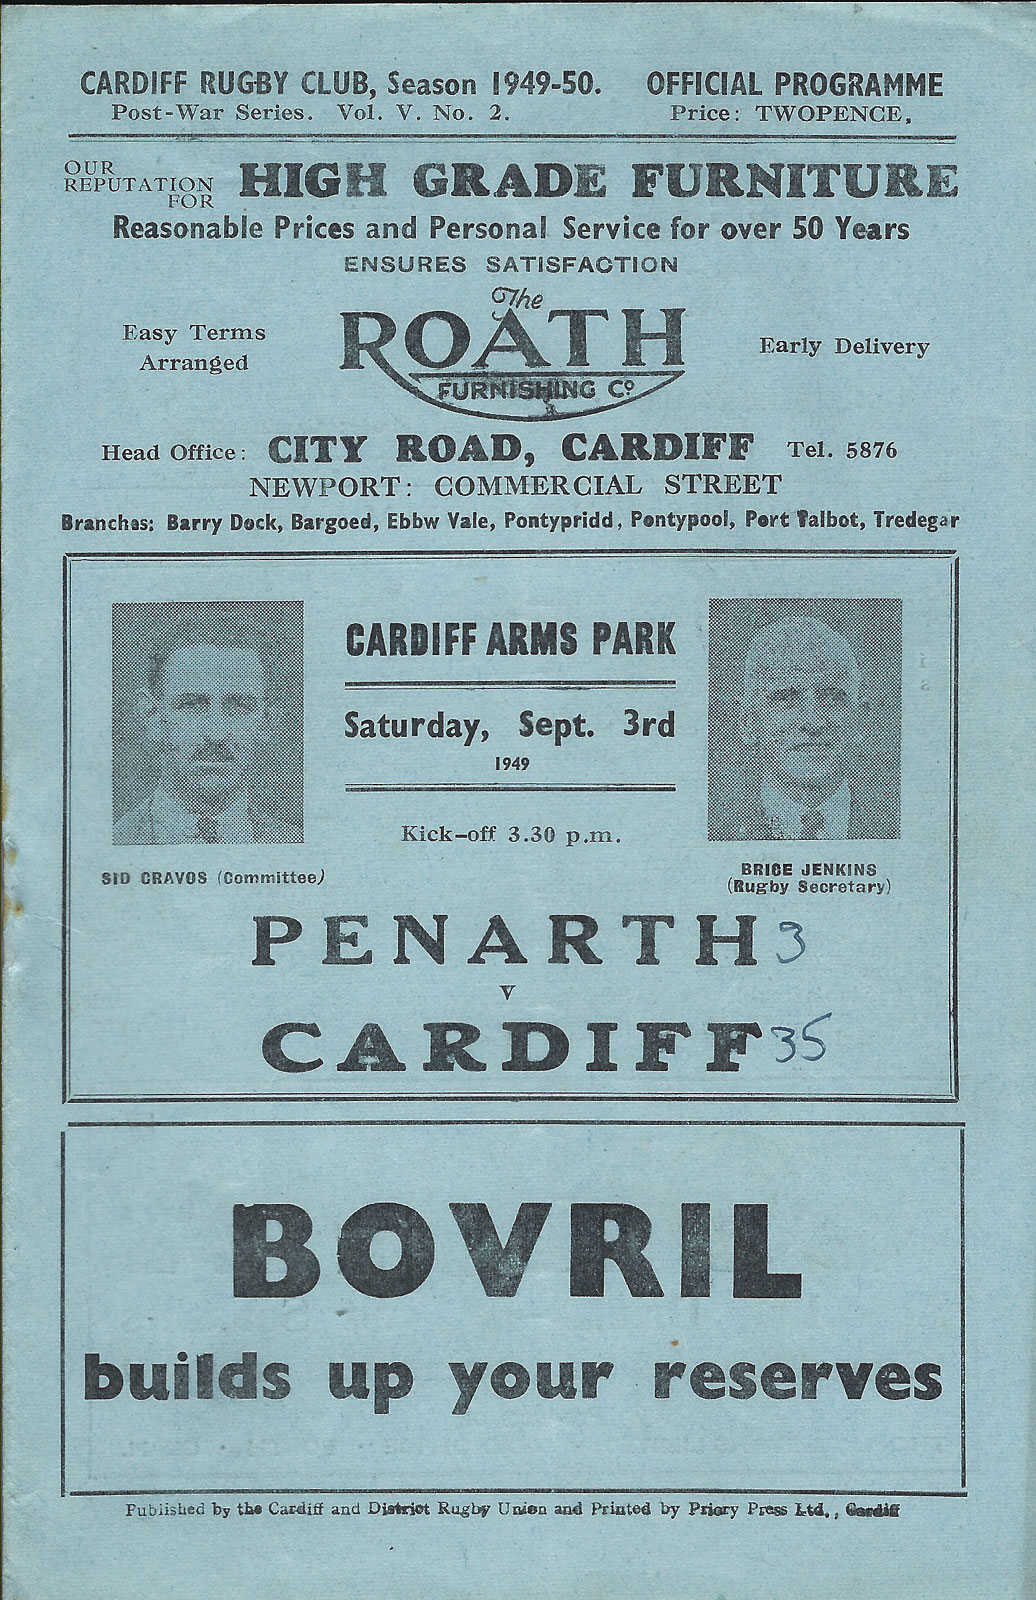 CARDIFF RUGBY CLUB, Season 1949-50. OFFICIAL PROGRAMME
Post-War Series. Vol. V. No. 2. Price: TWOPENCE.
OUR REPUTATION FOR HIGH GRADE FURNITURE
Reasonable Prices and Personal Service for over 50 Years
ENSURES SATISFACTION
Easy Terms Arranged
The ROATH
FURNISHING Co.
Early Delivery
Head Office: CITY ROAD, CARDIFF Tel. 5876
NEWPORT: COMMERCIAL STREET
Branches: Barry Dock, Bargoed, Ebbw Vale, Pontypridd, Pontypool, Port Talbot, Tredegar
CARDIFF ARMS PARK
Saturday, Sept. 3rd
1949
Kick-off 3.30 p.m.
SID CRAVOS (Committee)
BRICE JENKINS
(Rugby Secretary)
PENARTH 3
v
CARDIFF 35
BOVRIL
builds up your reserves
Published by the Cardiff and District Rugby Union and Printed by Priory Press Ltd., Cardiff